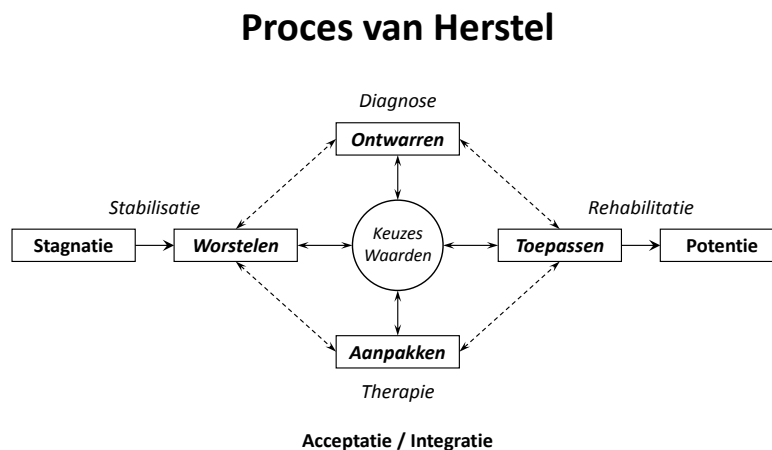 Proces van Herstel
Diagnose
Ontwarren
Stabilisatie
Rehabilitatie
Stagnatie
Worstelen
Keuzes
Waarden
Toepassen
Potentie
Aanpakken
Therapie
Acceptatie / Integratie